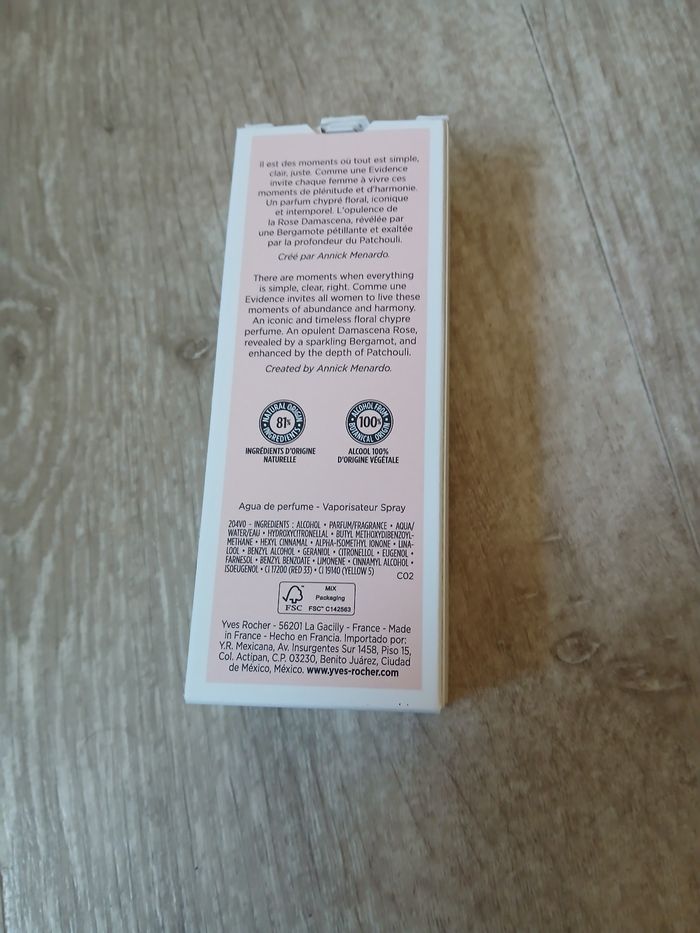 Il est des moments où tout est simple,
clair, juste. Comme une Evidence
invite chaque femme à vivre ces
moments de plénitude et d'harmonie.
Un parfum chypré floral, iconique
et intemporel. L'opulence de
la Rose Damascena, révélée par
une Bergamote pétillante et exaltée
par la profondeur du Patchouli.
Créé par Annick Menardo.
There are moments when everything
is simple, clear, right. Comme une
Evidence invites all women to live these
moments of abundance and harmony.
An iconic and timeless floral chypre
perfume. An opulent Damascena Rose,
revealed by a sparkling Bergamot, and
enhanced by the depth of Patchouli.
Created by Annick Menardo.
NATURAL ORIGIN
81%
INGREDIENTS
INGRÉDIENTS D'ORIGINE
NATURELLE
ALCOHOL FROM
100%
BOTANICAL ORIGIN
ALCOOL 100%
D'ORIGINE VÉGÉTALE
Agua de perfume - Vaporisateur Spray
204V0 - INGREDIENTS : ALCOHOL • PARFUM/FRAGRANCE • AQUA/
WATER/EAU • HYDROXYCITRONELLAL • BUTYL METHOXYDIBENZOYL-
METHANE • HEXYL CINNAMAL • ALPHA-ISOMETHYL IONONE • LINA-
LOOL • BENZYL ALCOHOL • GERANIOL • CITRONELLOL • EUGENOL •
FARNESOL • BENZYL BENZOATE • LIMONENE • CINNAMYL ALCOHOL •
ISOEUGENOL • CI 17200 (RED 33) • CI 19140 (YELLOW 5)
C02
FSC
MIX
Packaging
FSC™ C142563
Yves Rocher - 56201 La Gacilly - France - Made
in France - Hecho en Francia. Importado por:
Y.R. Mexicana, Av. Insurgentes Sur 1458, Piso 15,
Col. Actipan, C.P. 03230, Benito Juárez, Ciudad
de México, México. www.yves-rocher.com